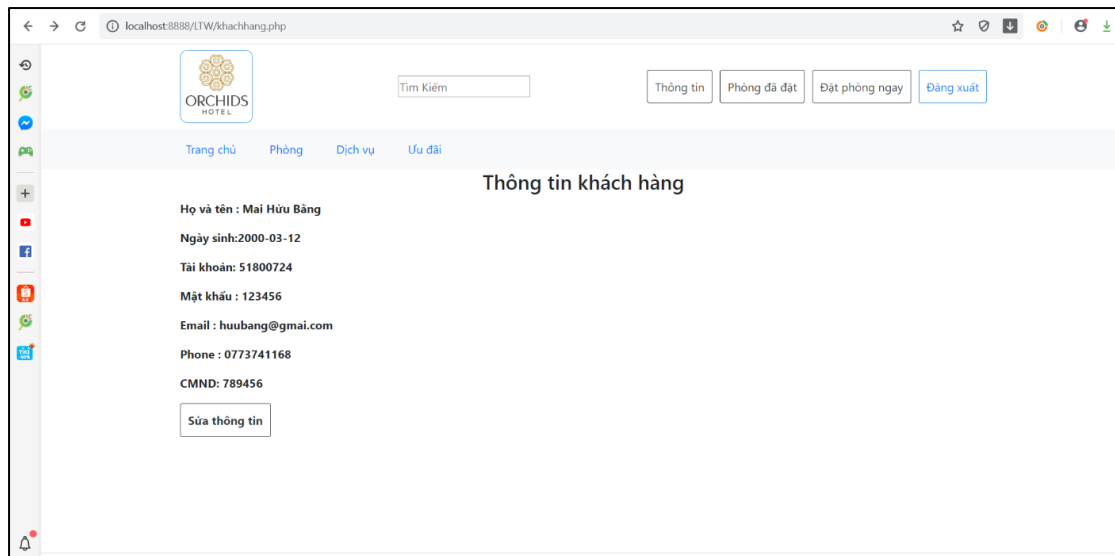 localhost:8888/LTW/khachhang.php
ORCHIDS
HOTEL
Tìm Kiếm
Thông tin
Phòng đã đặt
Đặt phòng ngay
Đăng xuất
Trang chủ
Phòng
Dịch vụ
Ưu đãi
Thông tin khách hàng
Họ và tên : Mai Hửu Bằng
Ngày sinh:2000-03-12
Tài khoản: 51800724
Mật khẩu : 123456
Email : huubang@gmai.com
Phone : 0773741168
CMND: 789456
Sửa thông tin